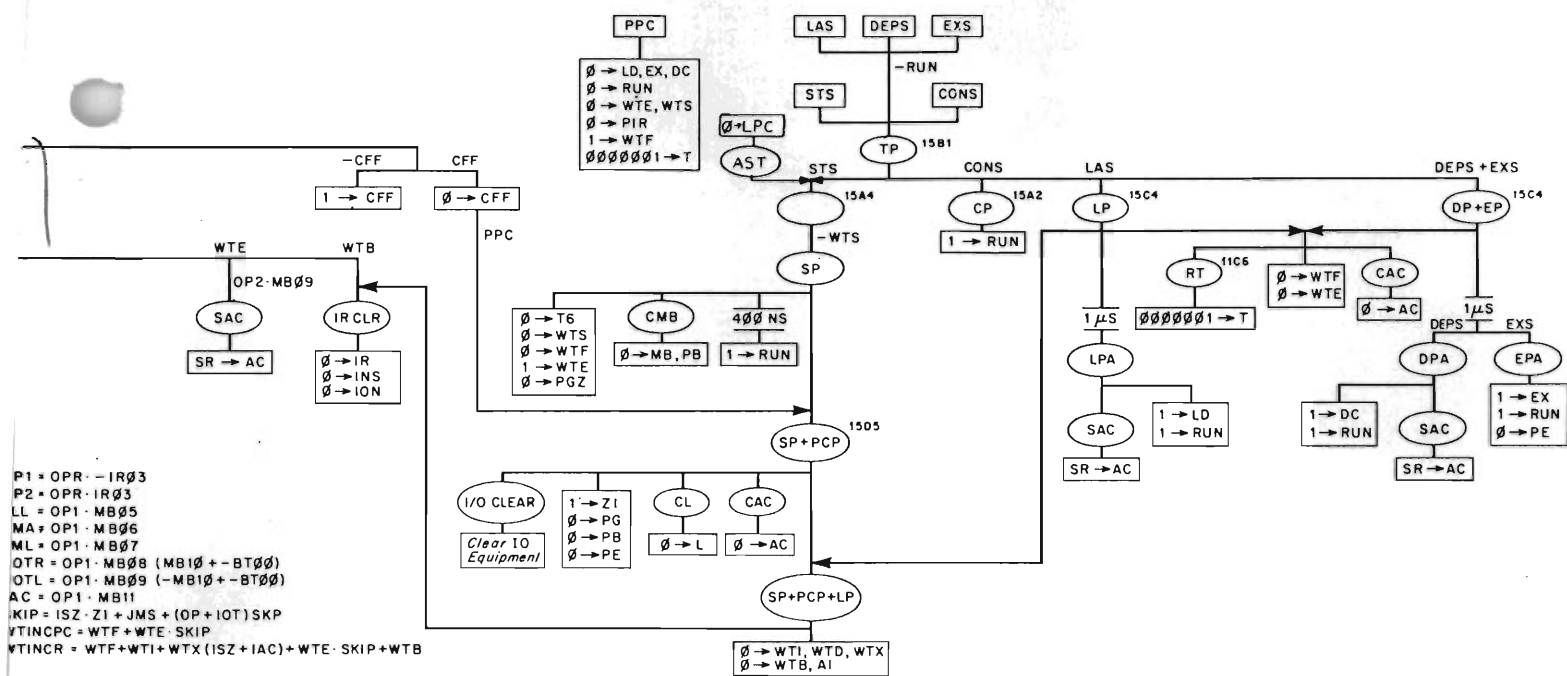 PPC
LAS DEPS EXS
Ø → LD, EX, DC
Ø → RUN
Ø → WTE, WTS
Ø → PIR
1 → WTF
ØØØØØØ1 → T
-RUN
STS CONS
Ø→LPC
AST
TP 15B1
-CFF CFF
1 → CFF
Ø → CFF
PPC
STS CONS LAS DEPS + EXS
15A4
CP 15A2
LP 15C4
DP+EP 15C4
1 → RUN
-WTS
SP
WTE WTB
OP2·MBØ9
SAC
IR CLR
SR → AC
Ø → IR
Ø → INS
Ø → ION
Ø → T6
Ø → WTS
Ø → WTF
1 → WTE
Ø → PGZ
CMB
Ø → MB, PB
4ØØ NS
1 → RUN
RT 11C6
ØØØØØØ1 → T
Ø → WTF
Ø → WTE
CAC
Ø → AC
1µS
LPA
SAC
SR → AC
1 → LD
1 → RUN
1µS
DEPS EXS
DPA
EPA
1 → DC
1 → RUN
SAC
SR → AC
1 → EX
1 → RUN
Ø → PE
SP+PCP 15D5
I/O CLEAR
Clear IO
Equipment
1 → ZI
Ø → PG
Ø → PB
Ø → PE
CL
Ø → L
CAC
Ø → AC
SP+PCP+LP
Ø → WTI, WTD, WTX
Ø → WTB, AI
P1 = OPR · -IRØ3
P2 = OPR · IRØ3
LL = OP1 · MBØ5
MA = OP1 · MBØ6
ML = OP1 · MBØ7
OTR = OP1 · MBØ8 (MB1Ø + -BTØØ)
OTL = OP1 · MBØ9 (-MB1Ø + -BTØØ)
AC = OP1 · MB11
KIP = ISZ · ZI + JMS + (OP + IOT) SKP
WTINCPC = WTF + WTE · SKIP
WTINCR = WTF + WTI + WTX (ISZ + IAC) + WTE · SKIP + WTB